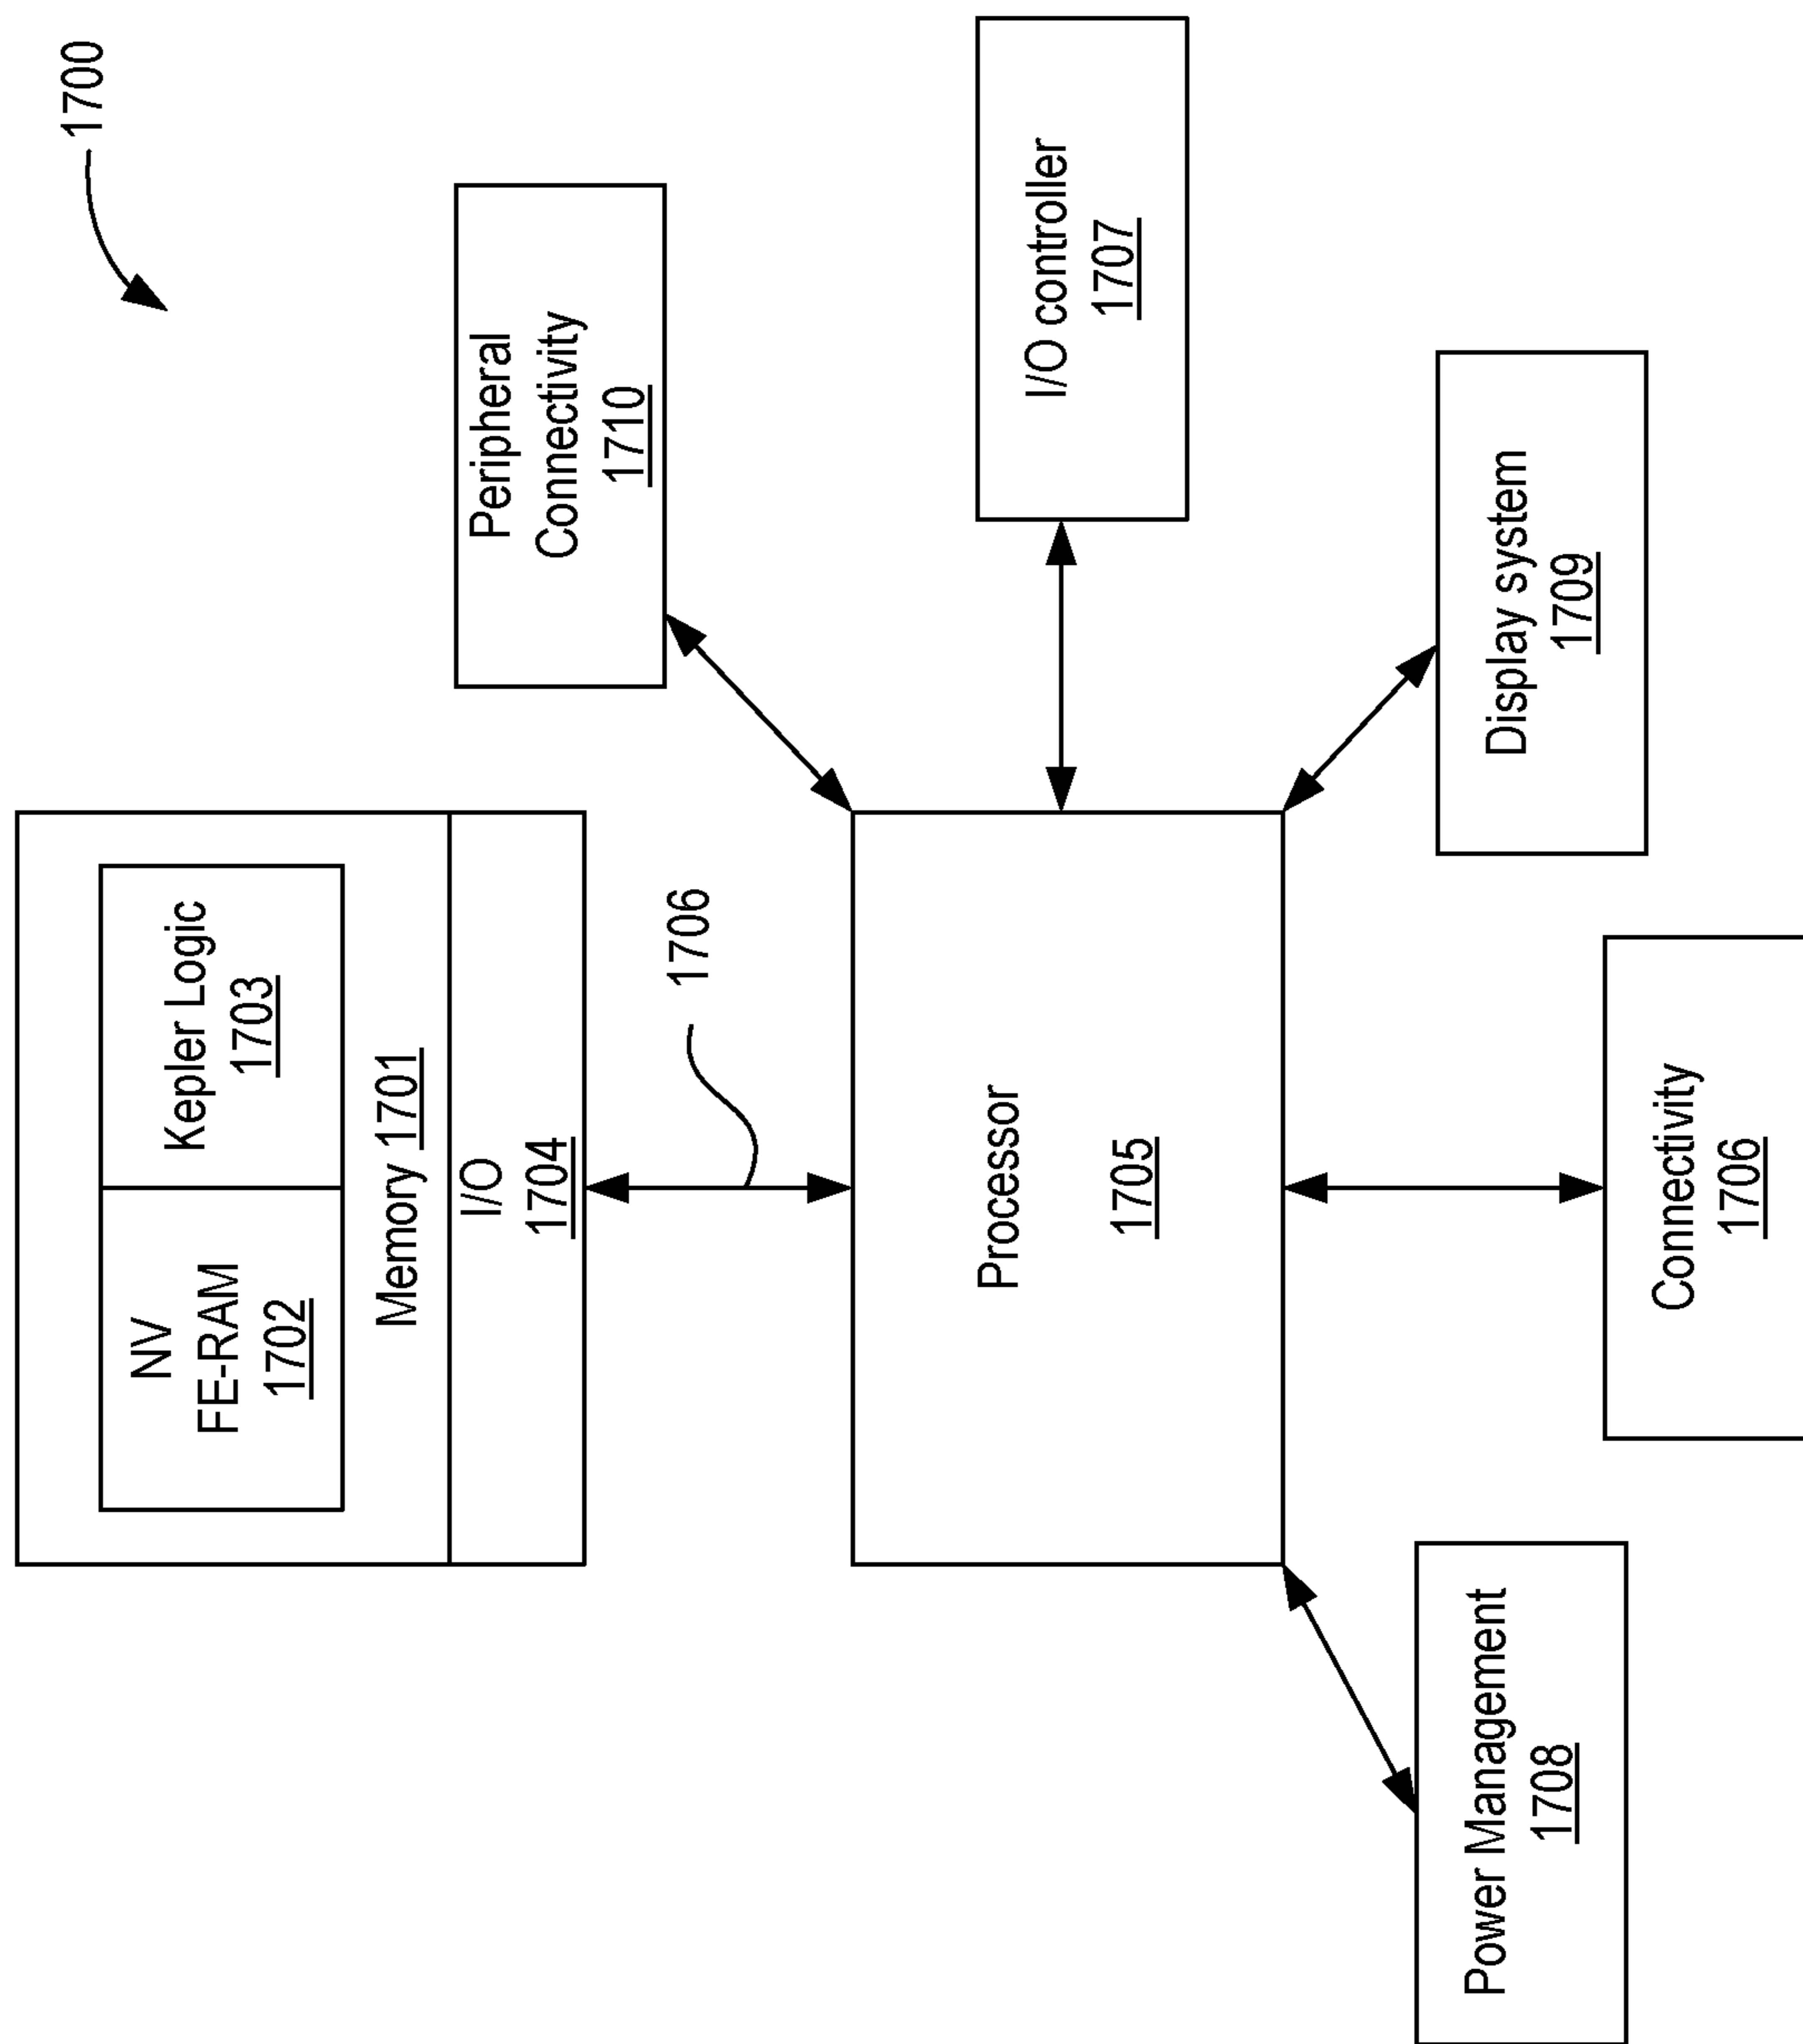 1700
NV
FE-RAM
1702
Kepler Logic
1703
Memory 1701
I/O
1704
1706
Peripheral
Connectivity
1710
Processor
1705
I/O controller
1707
Power Management
1708
Connectivity
1706
Display system
1709